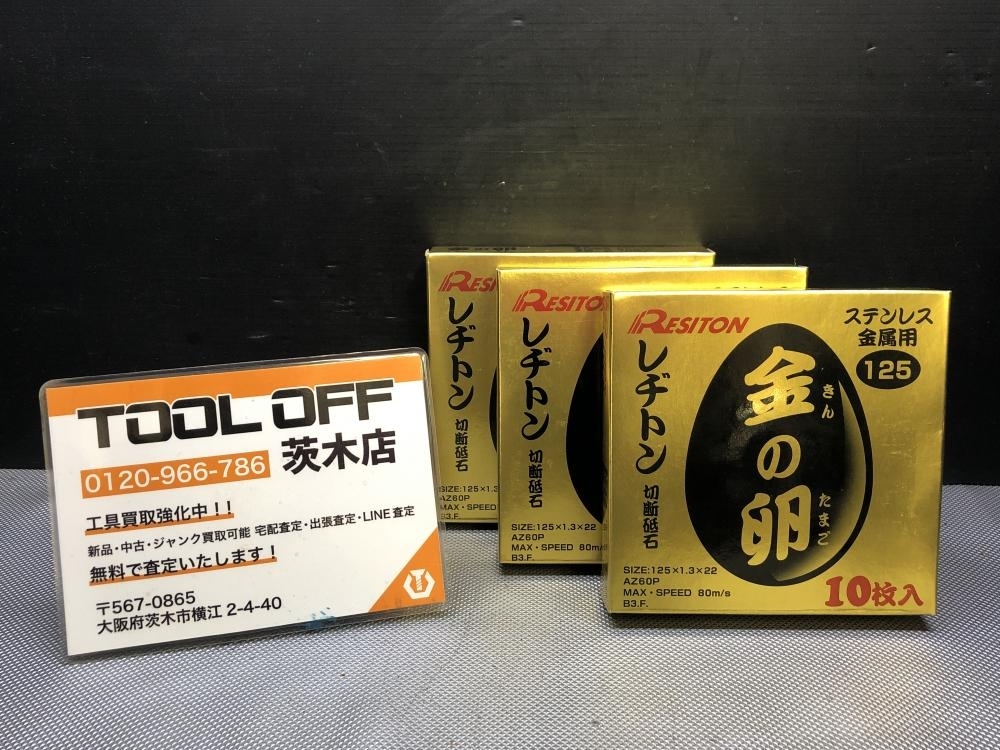 TOOL OFF
0120-966-786 茨木店
工具買取強化中!!
新品・中古・ジャンク買取可能 宅配査定・出張査定・LINE査定
無料で査定いたします!
〒567-0865
大阪府茨木市横江 2-4-40
RESI
レヂトン
切断砥石
SIZE:125×1.3
AZ60P
MAX・SPEED
B3.F.
RESITON
レヂトン
切断砥石
SIZE:125×1.3×22
AZ60P
MAX・SPEED 80m/s
B3.F.
RESITON
レヂトン
切断砥石
ステンレス
金属用
125
金の卵
きん
たまご
SIZE:125×1.3×22
AZ60P
MAX・SPEED 80m/s
B3.F.
10枚入